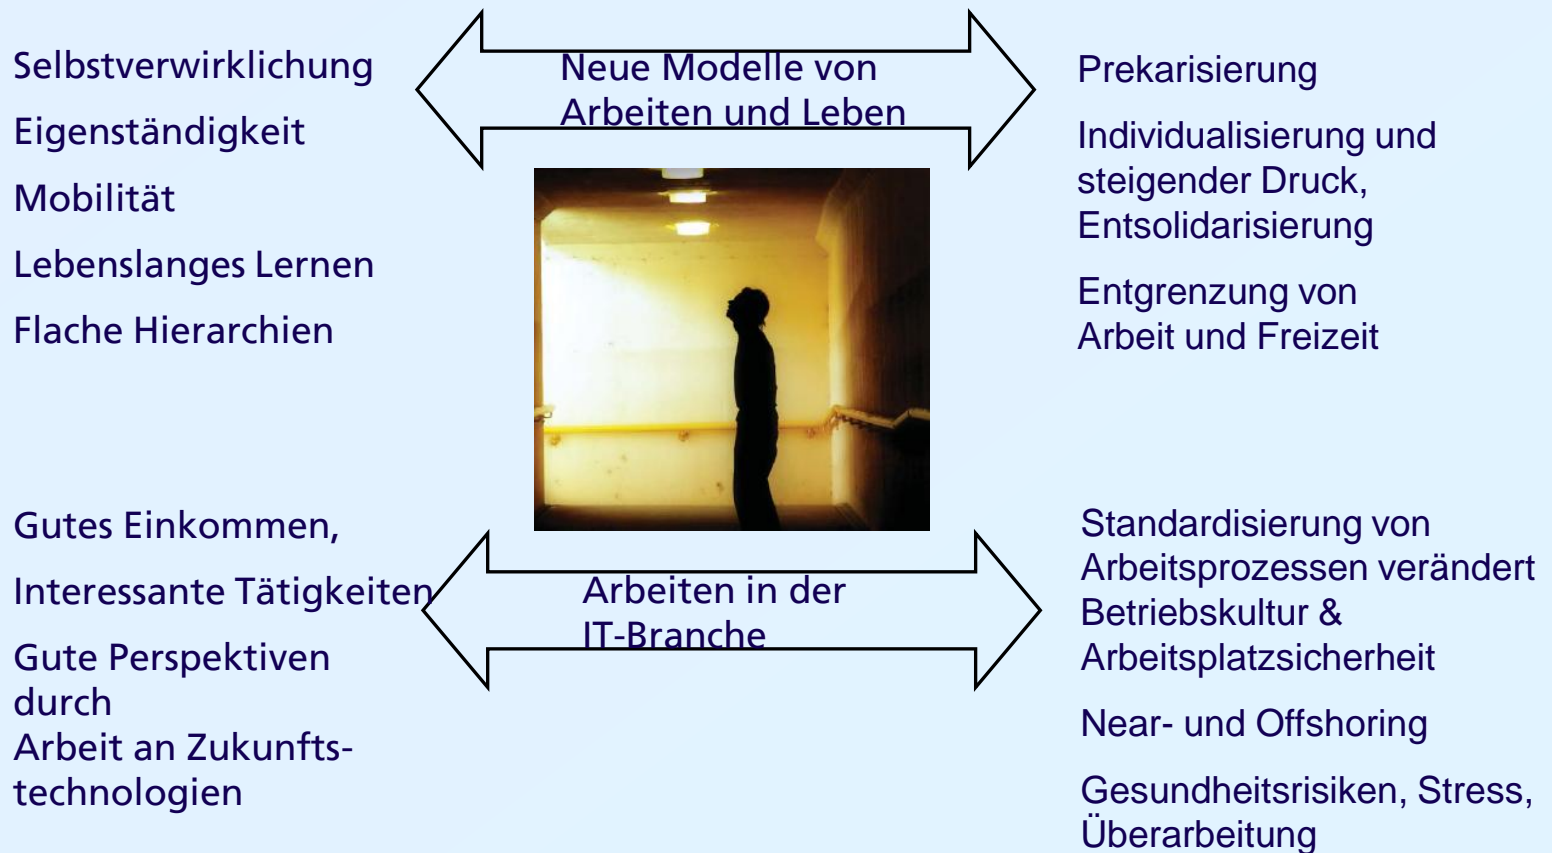 Selbstverwirklichung
Eigenständigkeit
Mobilität
Lebenslanges Lernen
Flache Hierarchien
Neue Modelle von
Arbeiten und Leben
Prekarisierung
Individualisierung und
steigender Druck,
Entsolidarisierung
Entgrenzung von
Arbeit und Freizeit
Gutes Einkommen,
Interessante Tätigkeiten
Gute Perspektiven
durch
Arbeit an Zukunfts-
technologien
Arbeiten in der
IT-Branche
Standardisierung von
Arbeitsprozessen verändert
Betriebskultur &
Arbeitsplatzsicherheit
Near- und Offshoring
Gesundheitsrisiken, Stress,
Überarbeitung